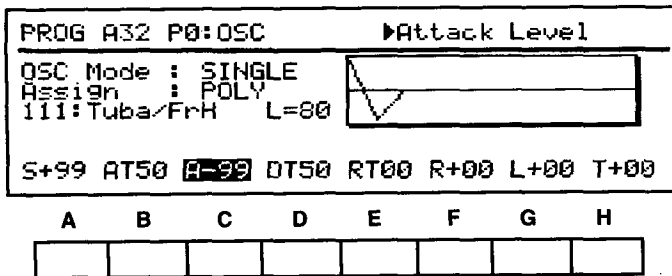 PROG A32 P0:OSC ▶Attack Level
OSC Mode : SINGLE
Assign : POLY
111:Tuba/FrH L=80
S+99 AT50 A-99 DT50 RT00 R+00 L+00 T+00
A B C D E F G H